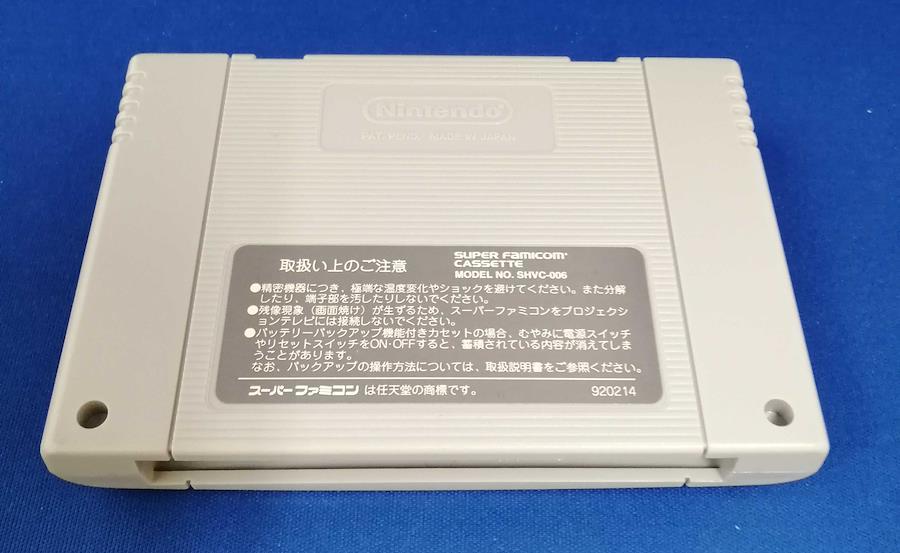 Nintendo
PAT. PEND. MADE IN JAPAN
取扱い上のご注意
SUPER FAMICOM
CASSETTE
MODEL NO. SHVC-006
●精密機器につき、極端な温度変化やショックを避けてください。また分解
したり、端子部を汚したりしないでください。
●残像現象（画面焼け）が生ずるため、スーパーファミコンをプロジェクシ
ョンテレビには接続しないでください。
●バッテリーバックアップ機能付きカセットの場合、むやみに電源スイッチ
やリセットスイッチをON・OFFすると、蓄積されている内容が消えてしま
うことがあります。
なお、バックアップの操作方法については、取扱説明書をご参照ください。
スーパーファミコン は任天堂の商標です。
920214